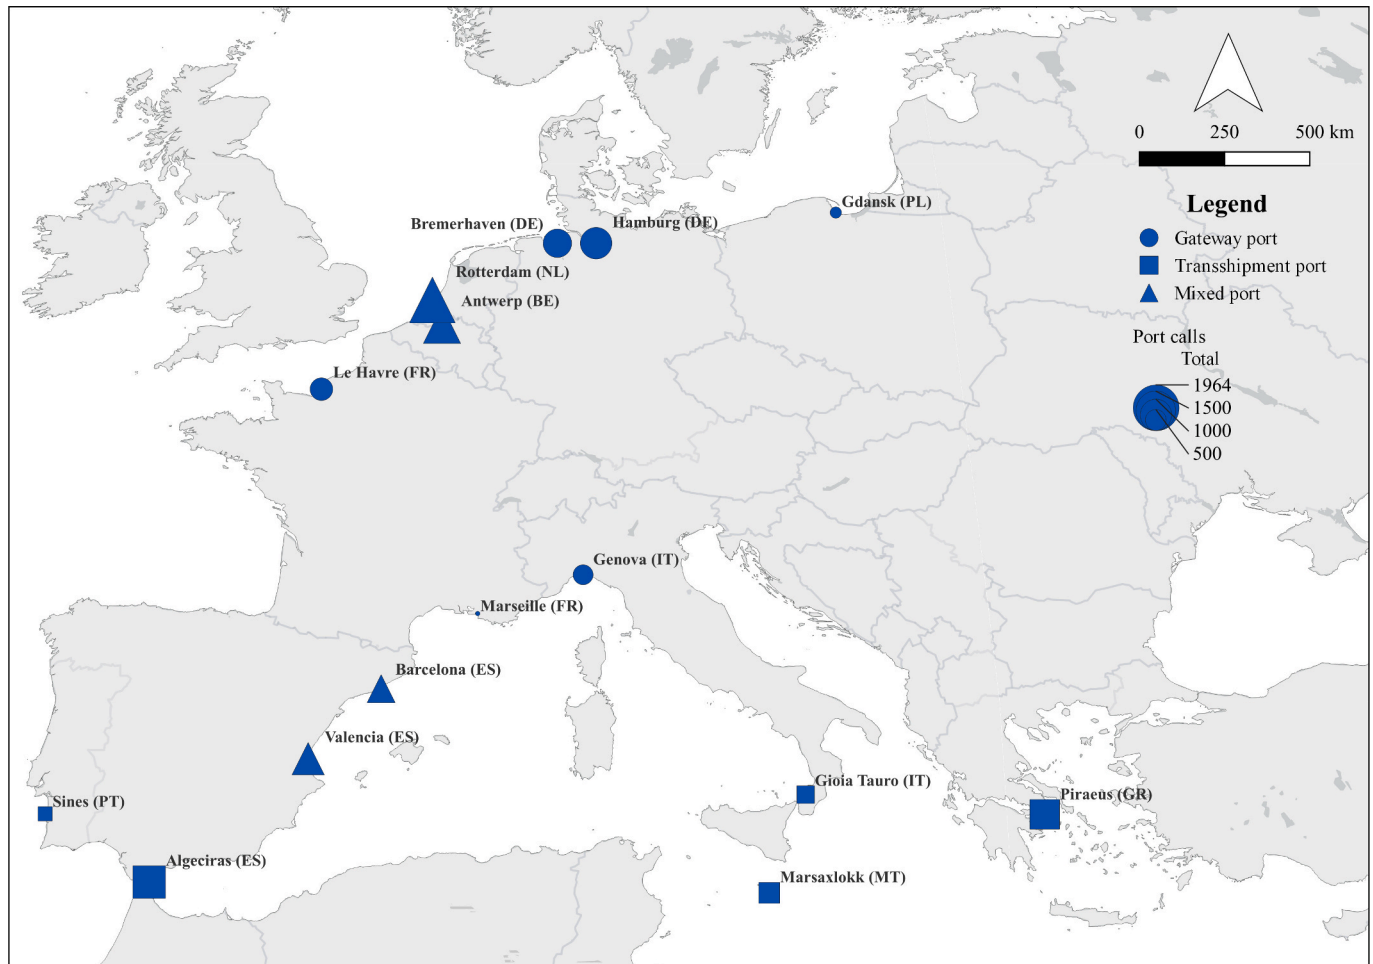 0 250 500 km
Gdansk (PL)
Legend
Bremerhaven (DE)
Hamburg (DE)
Gateway port
Rotterdam (NL)
Transshipment port
Antwerp (BE)
Mixed port
Port calls
Total
Le Havre (FR)
1964
1500
1000
500
Genova (IT)
Marseille (FR)
Barcelona (ES)
Valencia (ES)
Gioia Tauro (IT)
Sines (PT)
Piraeus (GR)
Algeciras (ES)
Marsaxlokk (MT)